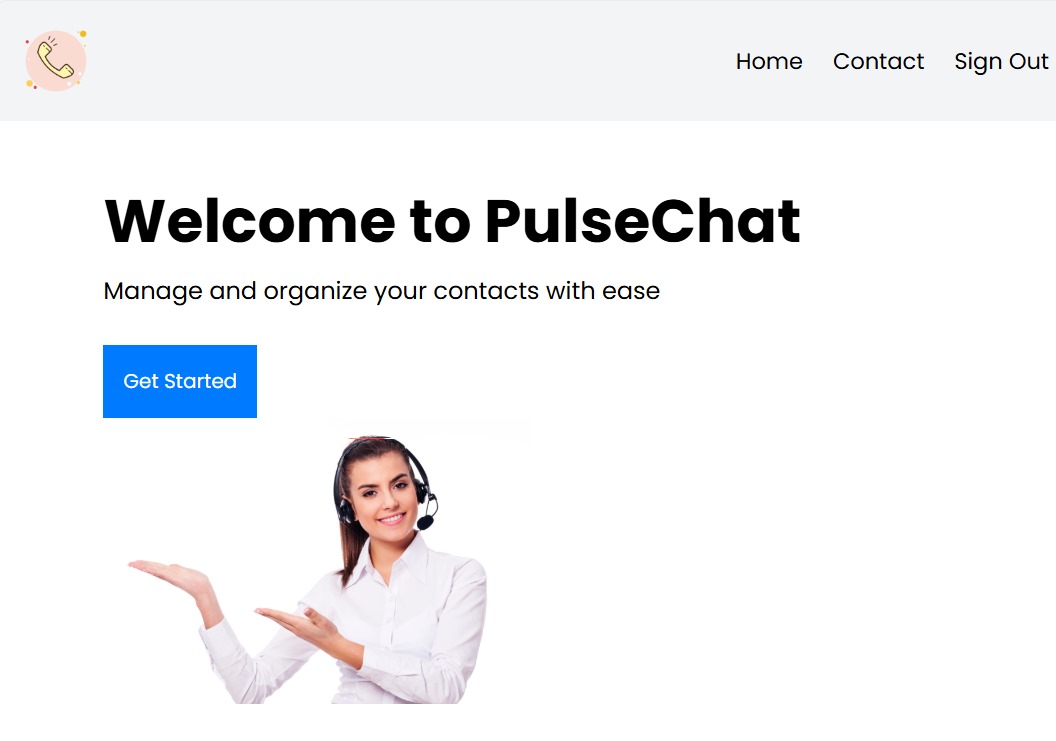 Home Contact Sign Out
Welcome to PulseChat
Manage and organize your contacts with ease
Get Started